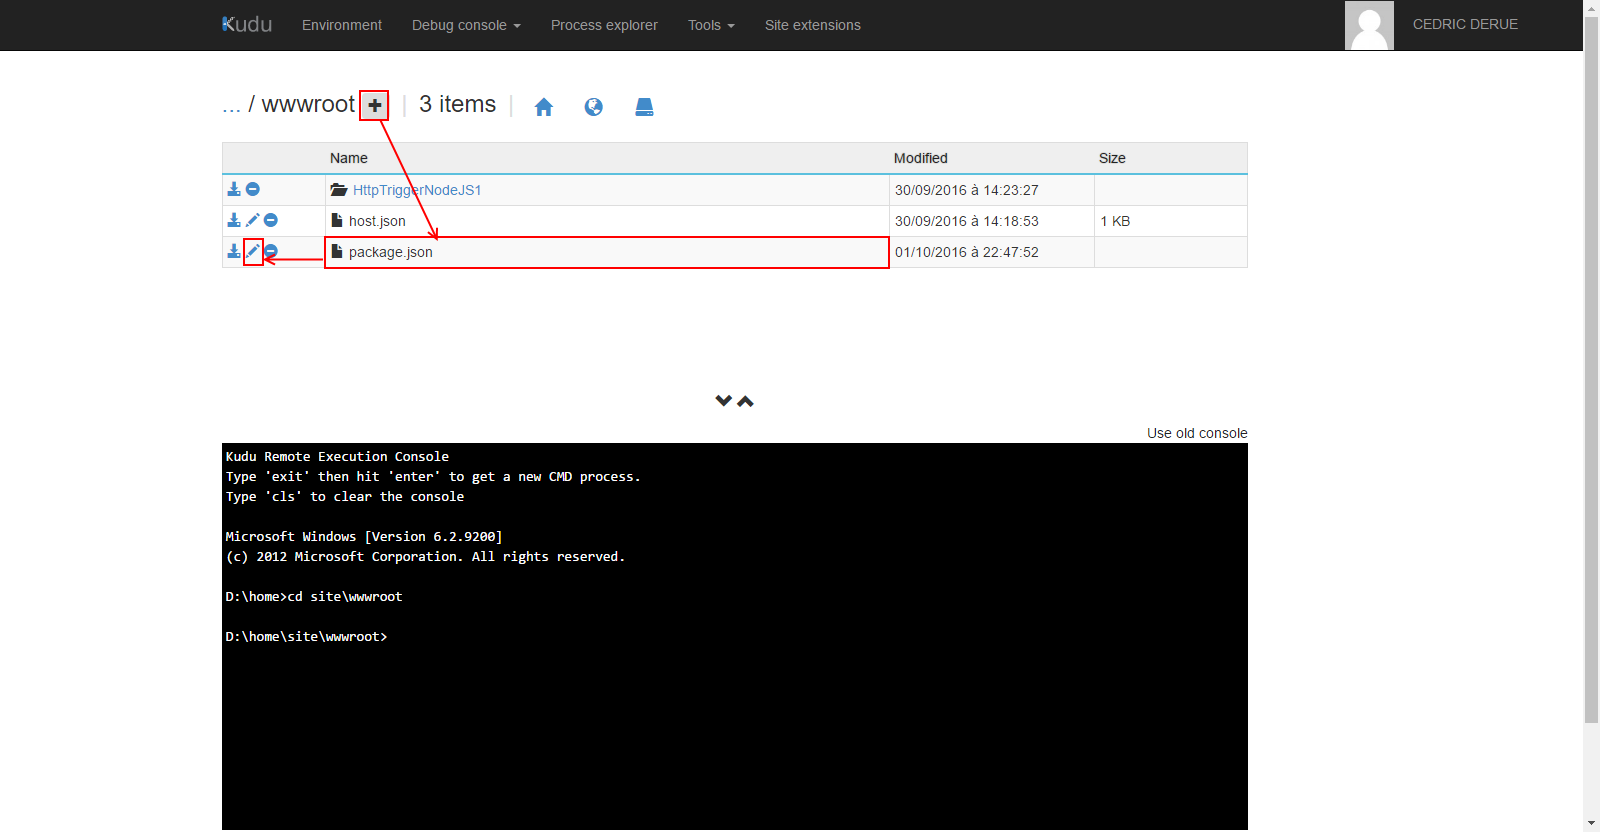 Kudu Environment Debug console Process explorer Tools Site extensions CEDRIC DERUE
... / wwwroot | 3 items |
Name Modified Size
HttpTriggerNodeJS1 30/09/2016 à 14:23:27
host.json 30/09/2016 à 14:18:53 1 KB
package.json 01/10/2016 à 22:47:52
Use old console
Kudu Remote Execution Console
Type 'exit' then hit 'enter' to get a new CMD process.
Type 'cls' to clear the console
Microsoft Windows [Version 6.2.9200]
(c) 2012 Microsoft Corporation. All rights reserved.
D:\home>cd site\wwwroot
D:\home\site\wwwroot>